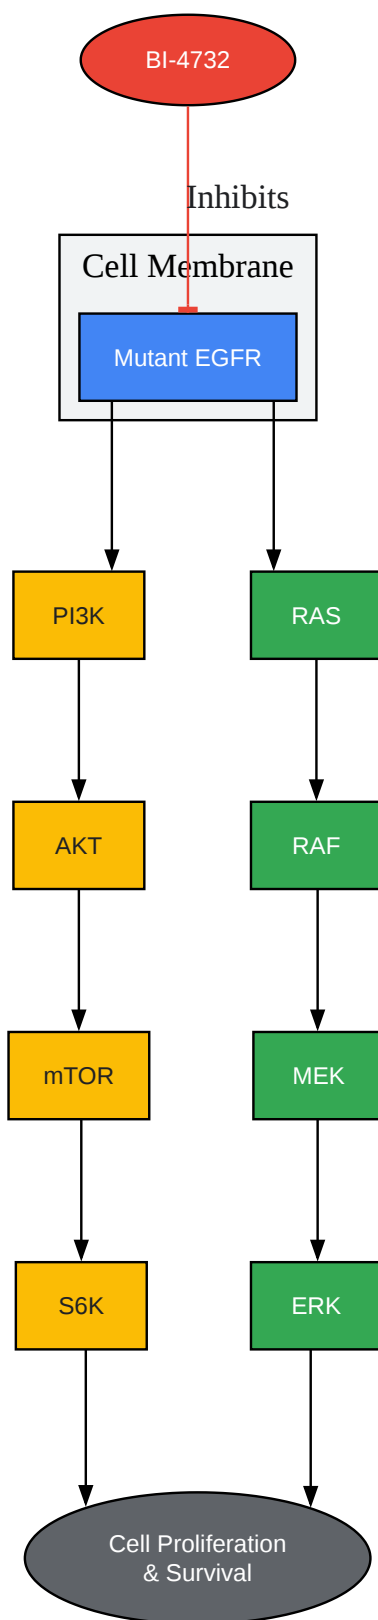 BI-4732
Inhibits
Cell Membrane
Mutant EGFR
PI3K
RAS
AKT
RAF
mTOR
MEK
S6K
ERK
Cell Proliferation
& Survival